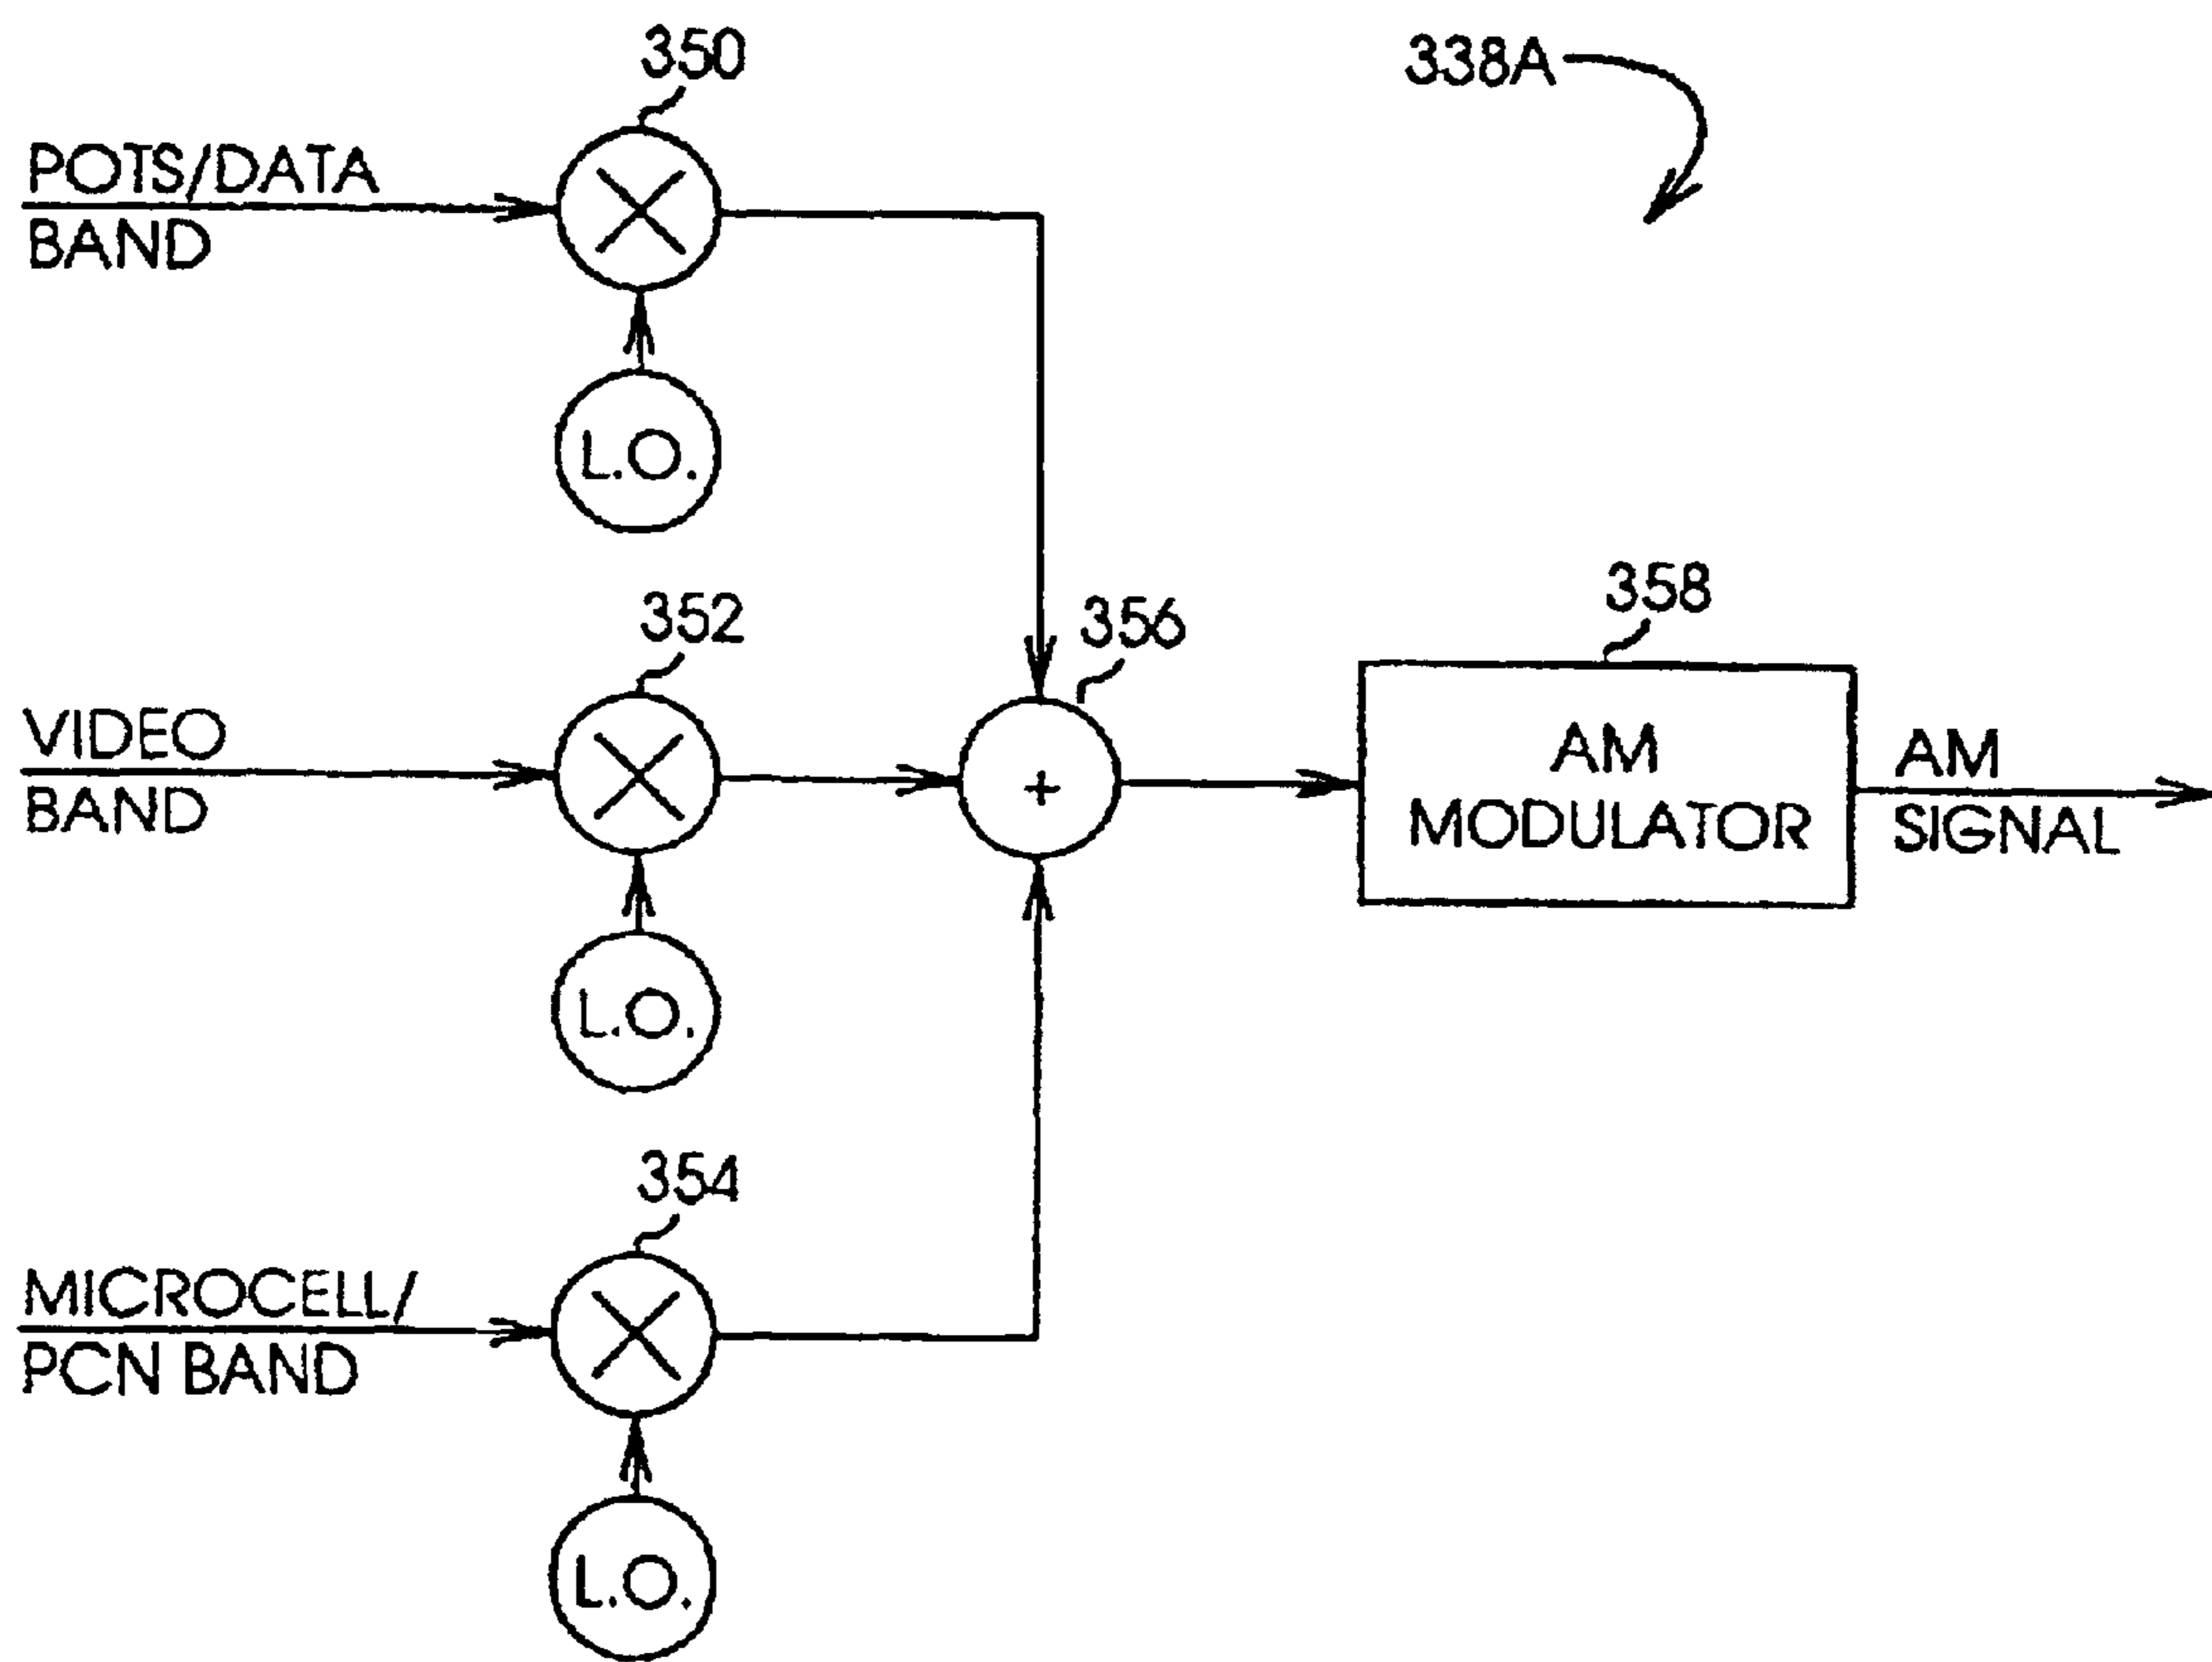 350
338A
POTS/DATA
BAND
L.O.
352
356
358
VIDEO
BAND
+
AM
MODULATOR
AM
SIGNAL
L.O.
354
MICROCELL/
PCN BAND
L.O.